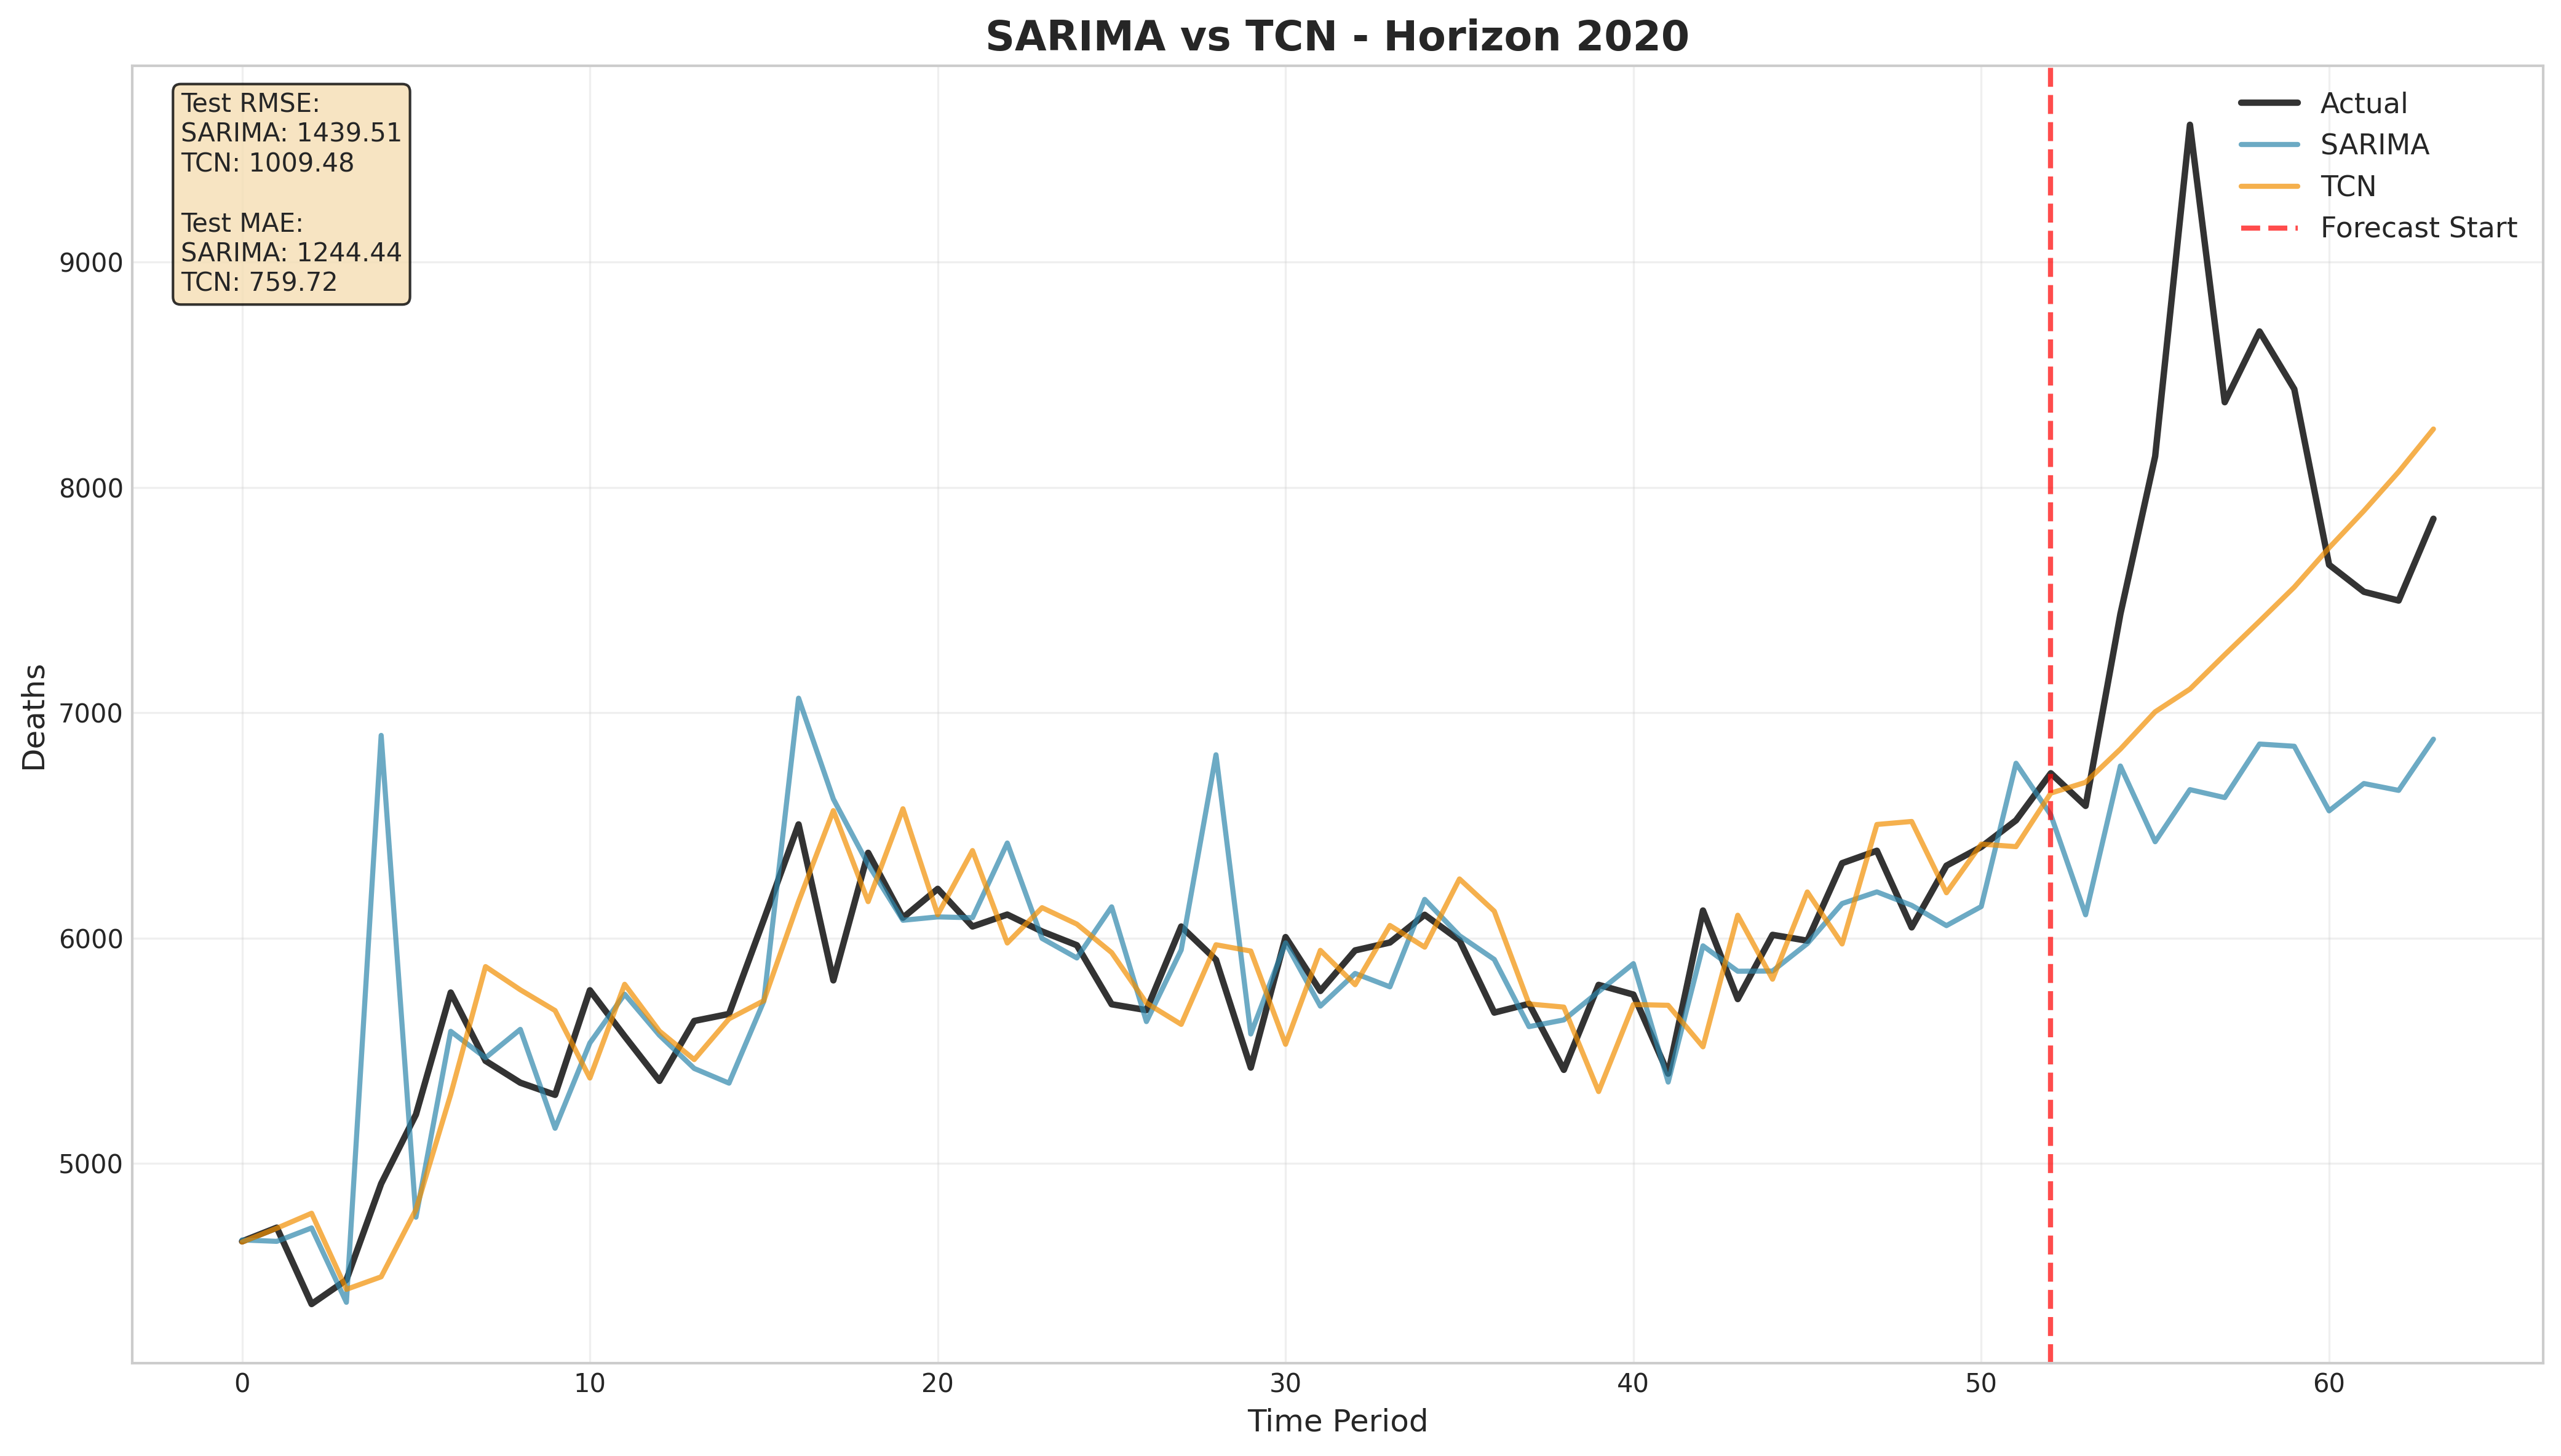 SARIMA vs TCN - Horizon 2020
Test RMSE:
SARIMA: 1439.51
TCN: 1009.48
Test MAE:
SARIMA: 1244.44
TCN: 759.72
Actual
SARIMA
TCN
Forecast Start
Deaths
9000
8000
7000
6000
5000
0 10 20 30 40 50 60
Time Period